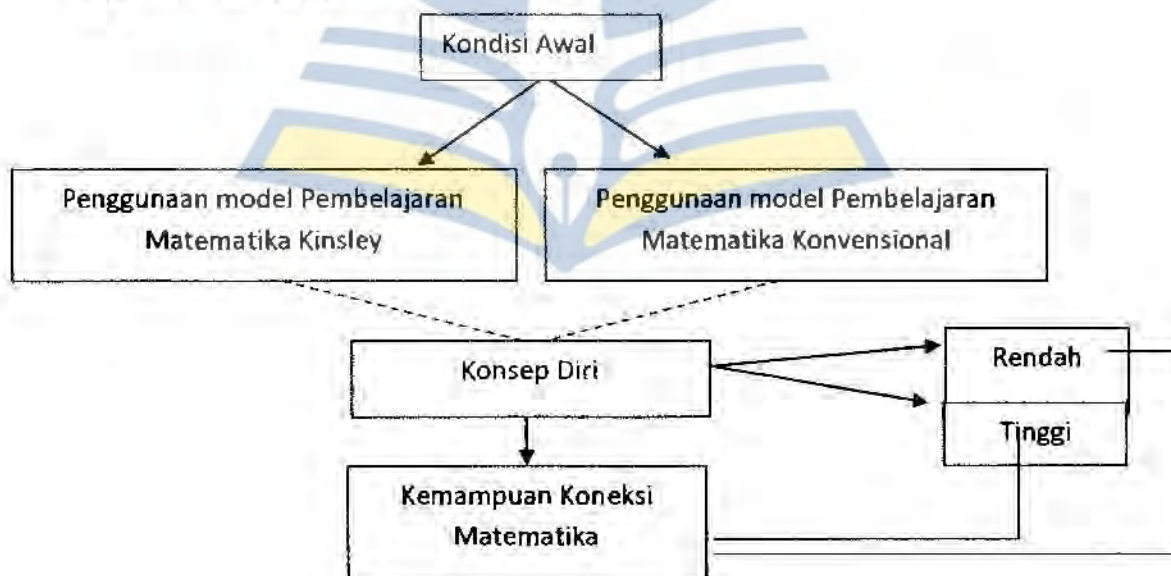 Kondisi Awal
Penggunaan model Pembelajaran
Matematika Kinsley
Penggunaan model Pembelajaran
Matematika Konvensional
Konsep Diri
Rendah
Tinggi
Kemampuan Koneksi
Matematika